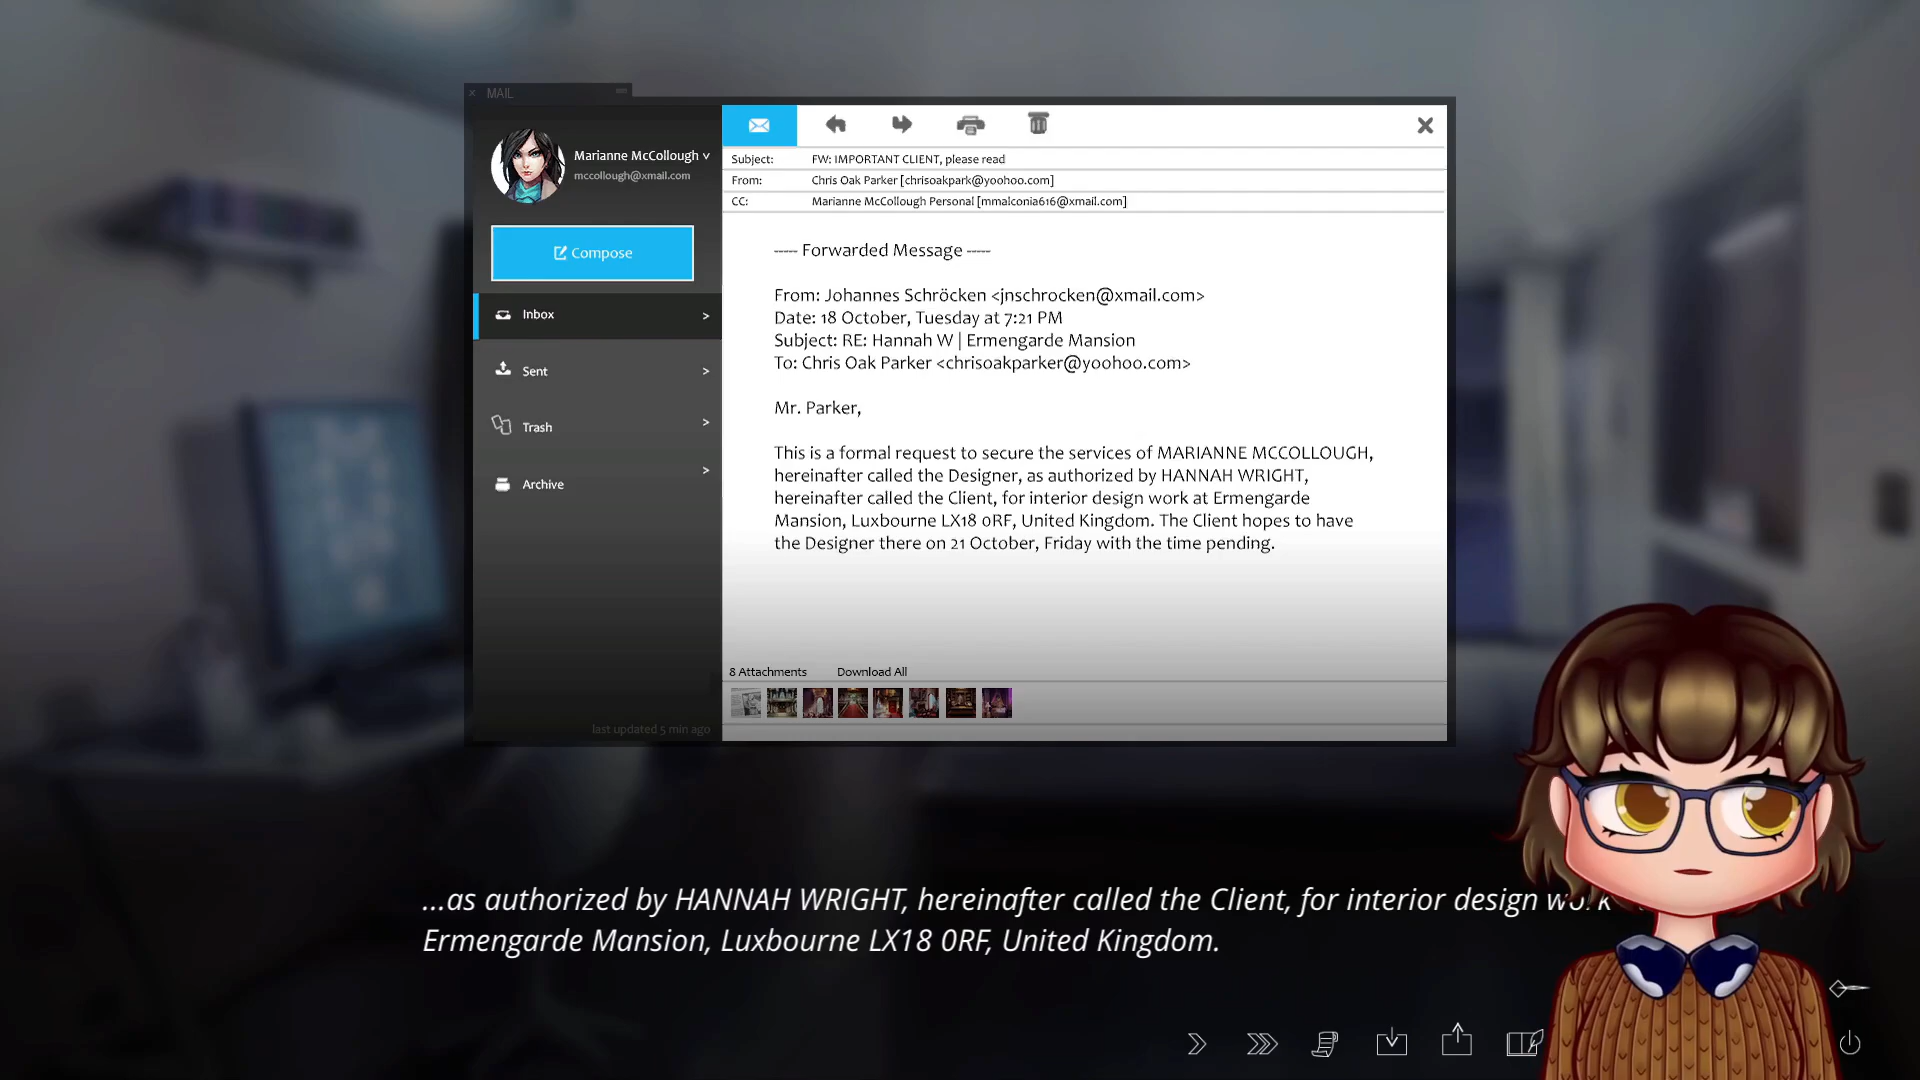 MAIL
Marianne McCollough v
mccollough@xmail.com
Compose
Inbox >
Sent >
Trash >
Archive >
last updated 5 min ago
Subject: FW: IMPORTANT CLIENT, please read
From: Chris Oak Parker [chrisoakpark@yoohoo.com]
CC: Marianne McCollough Personal [mmalconia616@xmail.com]
----- Forwarded Message -----
From: Johannes Schröcken <jnschrocken@xmail.com>
Date: 18 October, Tuesday at 7:21 PM
Subject: RE: Hannah W | Ermengarde Mansion
To: Chris Oak Parker <chrisoakparker@yoohoo.com>
Mr. Parker,
This is a formal request to secure the services of MARIANNE MCCOLLOUGH,
hereinafter called the Designer, as authorized by HANNAH WRIGHT,
hereinafter called the Client, for interior design work at Ermengarde
Mansion, Luxbourne LX18 0RF, United Kingdom. The Client hopes to have
the Designer there on 21 October, Friday with the time pending.
8 Attachments Download All
...as authorized by HANNAH WRIGHT, hereinafter called the Client, for interior design work
Ermengarde Mansion, Luxbourne LX18 0RF, United Kingdom.